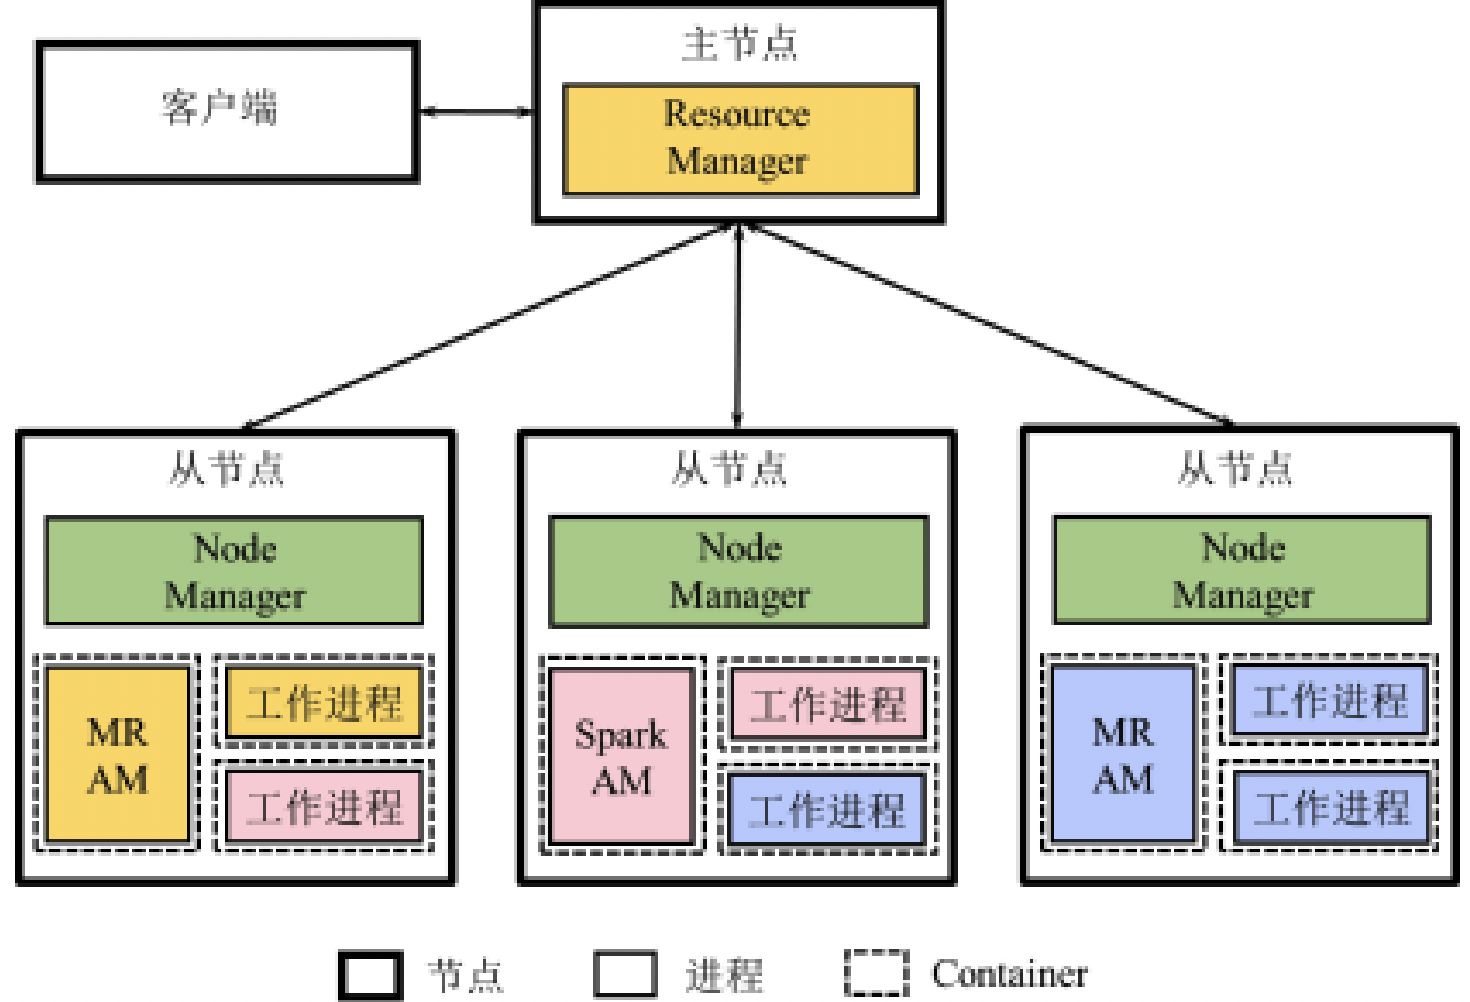 主节点
客户端
Resource
Manager
从节点
Node
Manager
MR
AM
工作进程
工作进程
从节点
Node
Manager
Spark
AM
工作进程
工作进程
从节点
Node
Manager
MR
AM
工作进程
工作进程
节点
进程
Container